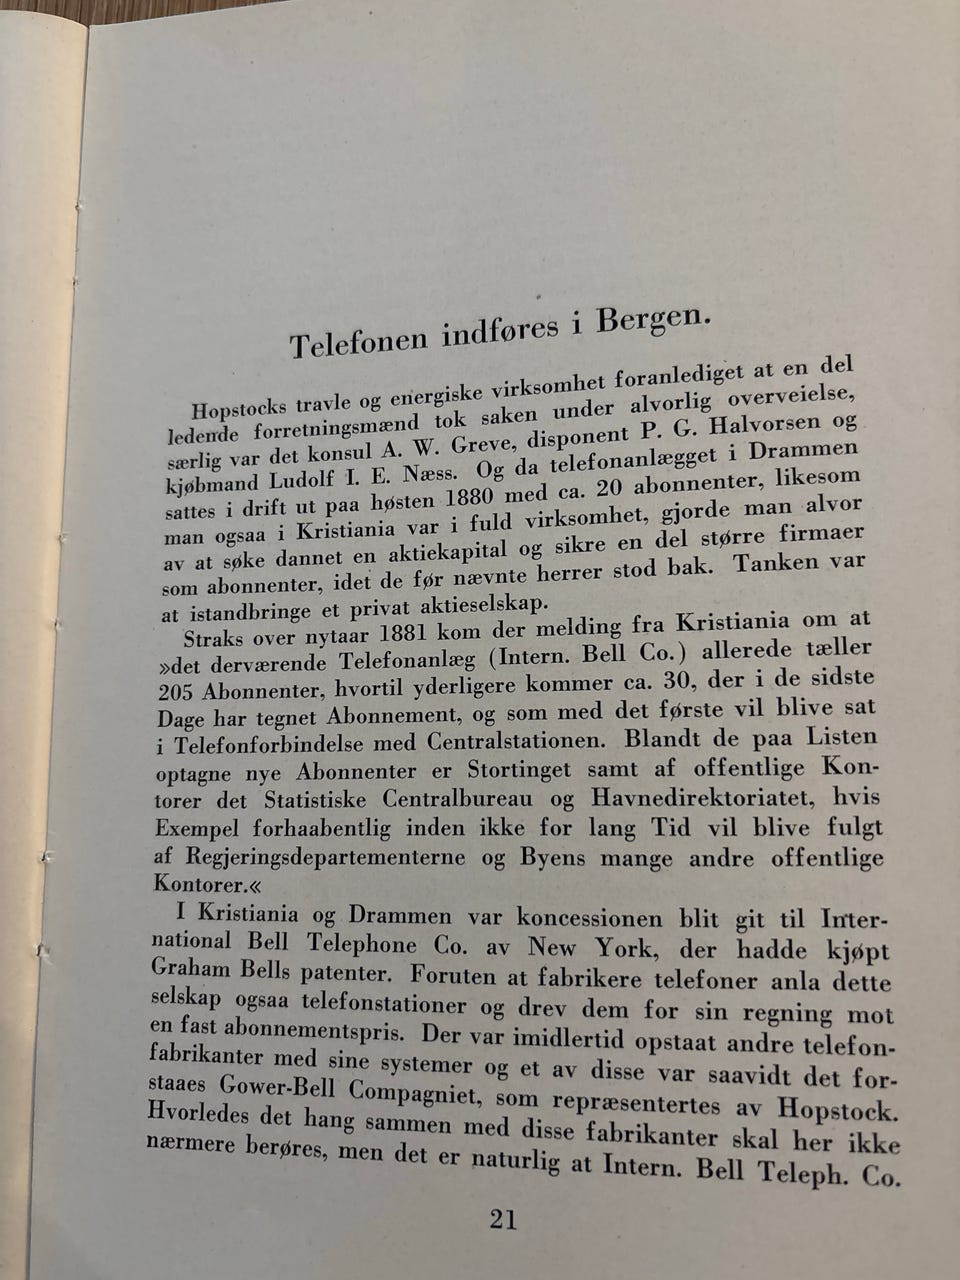 Telefonen indføres i Bergen.
Hopstocks travle og energiske virksomhet foranlediget at en del
ledende forretningsmænd tok saken under alvorlig overveielse,
særlig var det konsul A. W. Greve, disponent P. G. Halvorsen og
kjøbmand Ludolf I. E. Næss. Og da telefonanlægget i Drammen
sattes i drift ut paa høsten 1880 med ca. 20 abonnenter, likesom
man ogsaa i Kristiania var i fuld virksomhet, gjorde man alvor
av at søke dannet en aktiekapital og sikre en del større firmaer
som abonnenter, idet de før nævnte herrer stod bak. Tanken var
at istandbringe et privat aktieselskap.
Straks over nytaar 1881 kom der melding fra Kristiania om at
»det derværende Telefonanlæg (Intern. Bell Co.) allerede tæller
205 Abonnenter, hvortil yderligere kommer ca. 30, der i de sidste
Dage har tegnet Abonnement, og som med det første vil blive sat
i Telefonforbindelse med Centralstationen. Blandt de paa Listen
optagne nye Abonnenter er Stortinget samt af offentlige Kon-
torer det Statistiske Centralbureau og Havnedirektoriatet, hvis
Exempel forhaabentlig inden ikke for lang Tid vil blive fulgt
af Regjeringsdepartementerne og Byens mange andre offentlige
Kontorer.«
I Kristiania og Drammen var koncessionen blit git til Inter-
national Bell Telephone Co. av New York, der hadde kjøpt
Graham Bells patenter. Foruten at fabrikere telefoner anla dette
selskap ogsaa telefonstationer og drev dem for sin regning mot
en fast abonnementspris. Der var imidlertid opstaat andre telefon-
fabrikanter med sine systemer og et av disse var saavidt det for-
staaes Gower-Bell Compagniet, som repræsentertes av Hopstock.
Hvorledes det hang sammen med disse fabrikanter skal her ikke
nærmere berøres, men det er naturlig at Intern. Bell Teleph. Co.
21